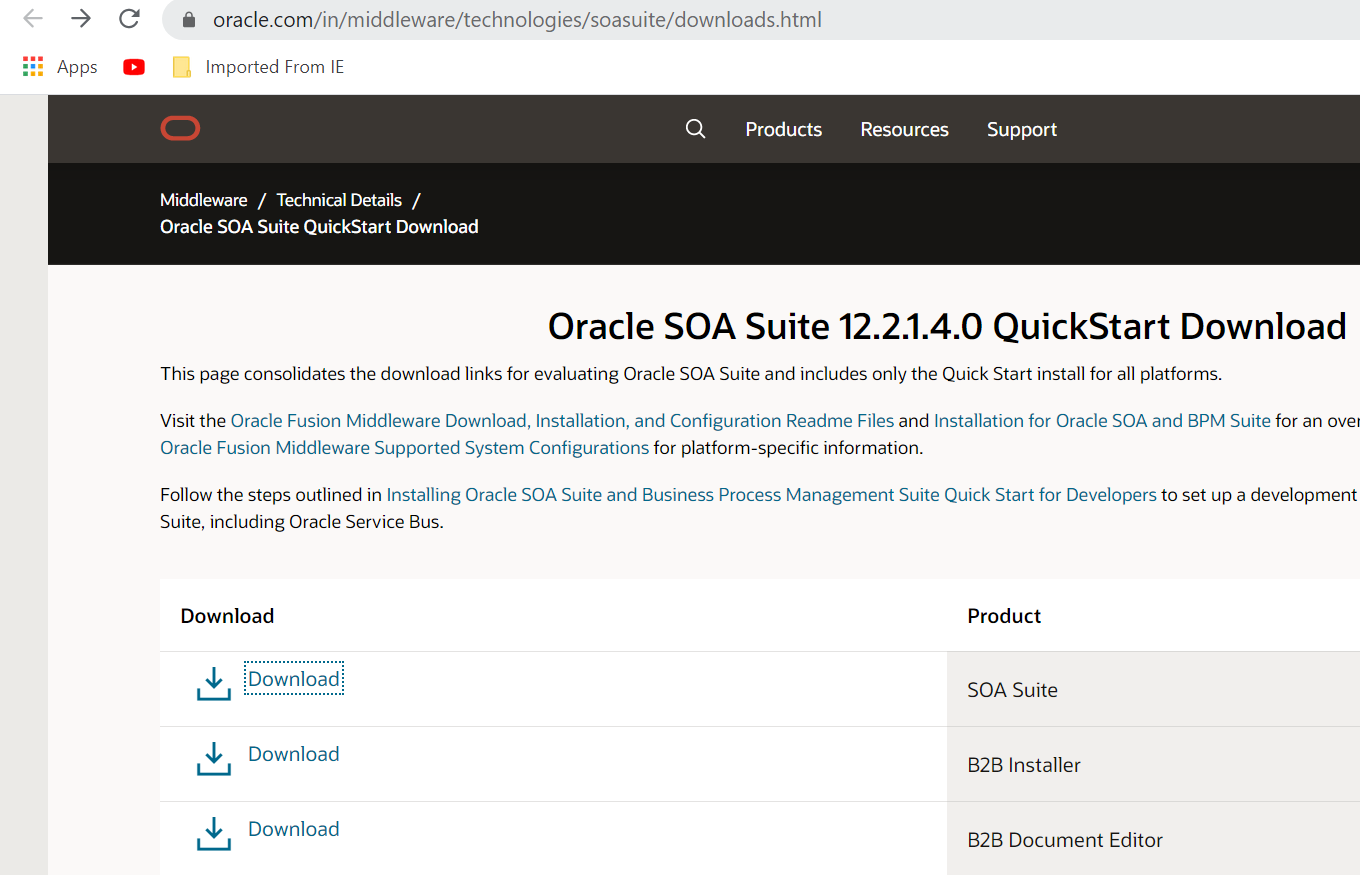 oracle.com/in/middleware/technologies/soasuite/downloads.html
Apps
Imported From IE
Products Resources Support
Middleware / Technical Details /
Oracle SOA Suite QuickStart Download
Oracle SOA Suite 12.2.1.4.0 QuickStart Download
This page consolidates the download links for evaluating Oracle SOA Suite and includes only the Quick Start install for all platforms.
Visit the Oracle Fusion Middleware Download, Installation, and Configuration Readme Files and Installation for Oracle SOA and BPM Suite for an
Oracle Fusion Middleware Supported System Configurations for platform-specific information.
Follow the steps outlined in Installing Oracle SOA Suite and Business Process Management Suite Quick Start for Developers to set up a development
Suite, including Oracle Service Bus.
Download Product
Download SOA Suite
Download B2B Installer
Download B2B Document Editor